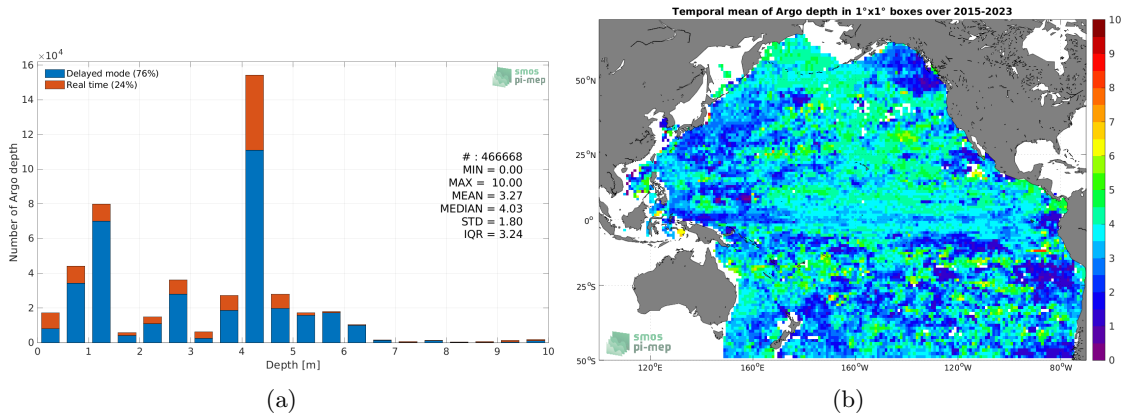 ×10⁴
16
14
12
10
8
6
4
2
0
Number of Argo depth
Delayed mode (76%)
Real time (24%)
smos
pi-mep
# : 466668
MIN = 0.00
MAX = 10.00
MEAN = 3.27
MEDIAN = 4.03
STD = 1.80
IQR = 3.24
0 1 2 3 4 5 6 7 8 9 10
Depth [m]
(a)
Temporal mean of Argo depth in 1°x1° boxes over 2015-2023
50°N
25°N
0°
25°S
50°S
smos
pi-mep
120°E 160°E 160°W 120°W 80°W
10
9
8
7
6
5
4
3
2
1
0
(b)